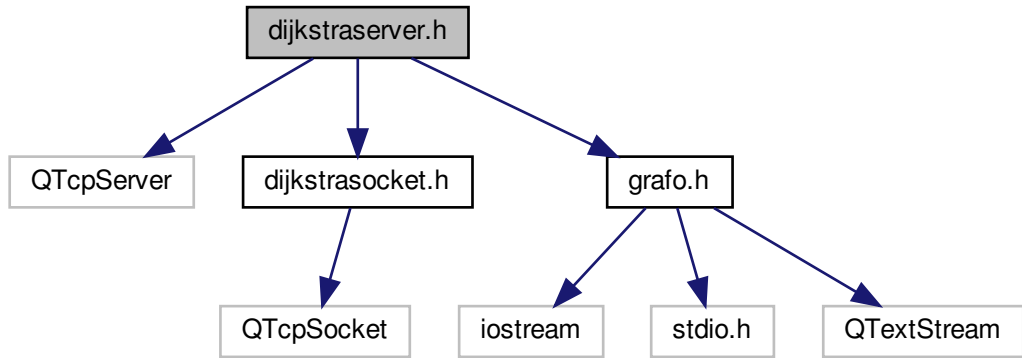 dijkstraserver.h
QTcpServer
dijkstrasocket.h
grafo.h
QTcpSocket
iostream
stdio.h
QTextStream